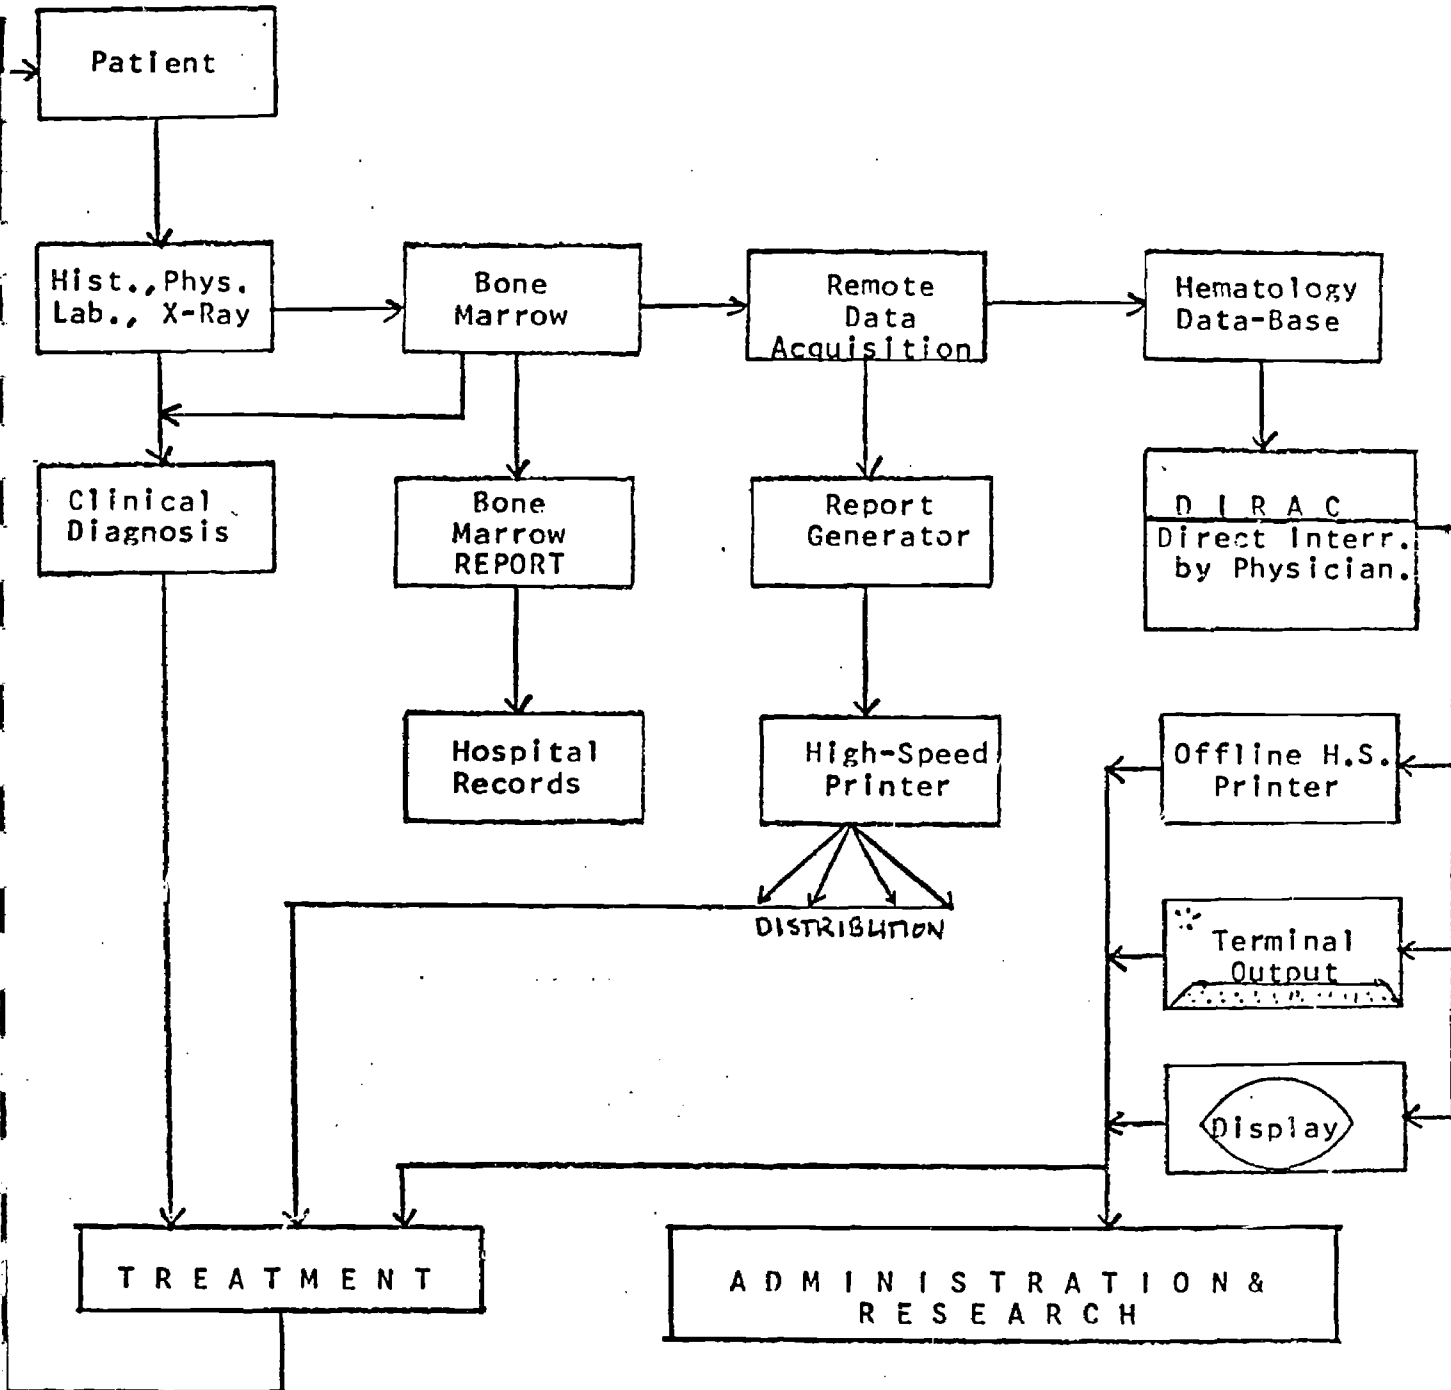 Patient
Hist., Phys.
Lab., X-Ray
Bone
Marrow
Remote
Data
Acquisition
Hematology
Data-Base
Clinical
Diagnosis
Bone
Marrow
REPORT
Report
Generator
D I R A C
Direct Interr.
by Physician.
Hospital
Records
High-Speed
Printer
Offline H.S.
Printer
DISTRIBUTION
Terminal
Output
Display
T R E A T M E N T
A D M I N I S T R A T I O N &
R E S E A R C H